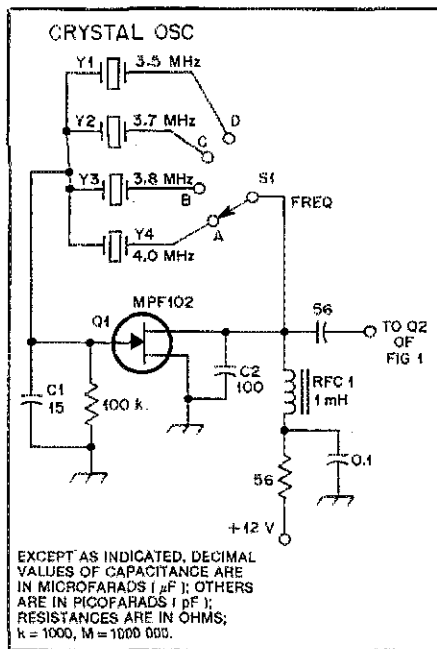 CRYSTAL OSC
Y1 3.5 MHz
D
Y2 3.7 MHz
C
Y3 3.8 MHz
B
S1
FREQ
A
Y4
4.0 MHz
MPF102
Q1
56
TO Q2
OF
FIG 1
C1
15
100 k.
C2
100
RFC 1
1 mH
56
0.1
+12 V
EXCEPT AS INDICATED, DECIMAL
VALUES OF CAPACITANCE ARE
IN MICROFARADS ( µF ); OTHERS
ARE IN PICOFARADS ( pF );
RESISTANCES ARE IN OHMS;
k = 1000, M = 1000 000.